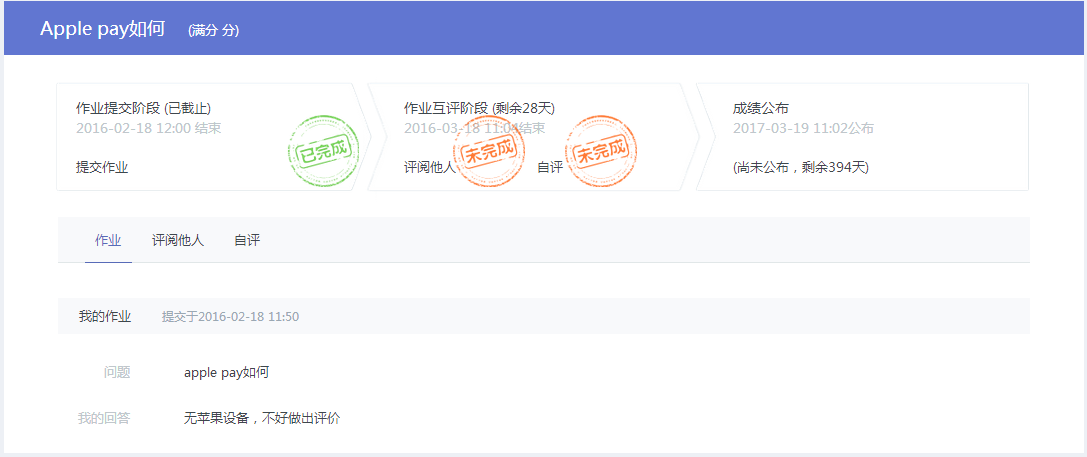 Apple pay如何 (满分 分)
作业提交阶段 (已截止)
2016-02-18 12:00 结束
提交作业
已完成
作业互评阶段 (剩余28天)
2016-03-18 11:04结束
评阅他人
未完成
自评
未完成
成绩公布
2017-03-19 11:02公布
(尚未公布，剩余394天)
作业 评阅他人 自评
我的作业 提交于2016-02-18 11:50
问题 apple pay如何
我的回答 无苹果设备，不好做出评价